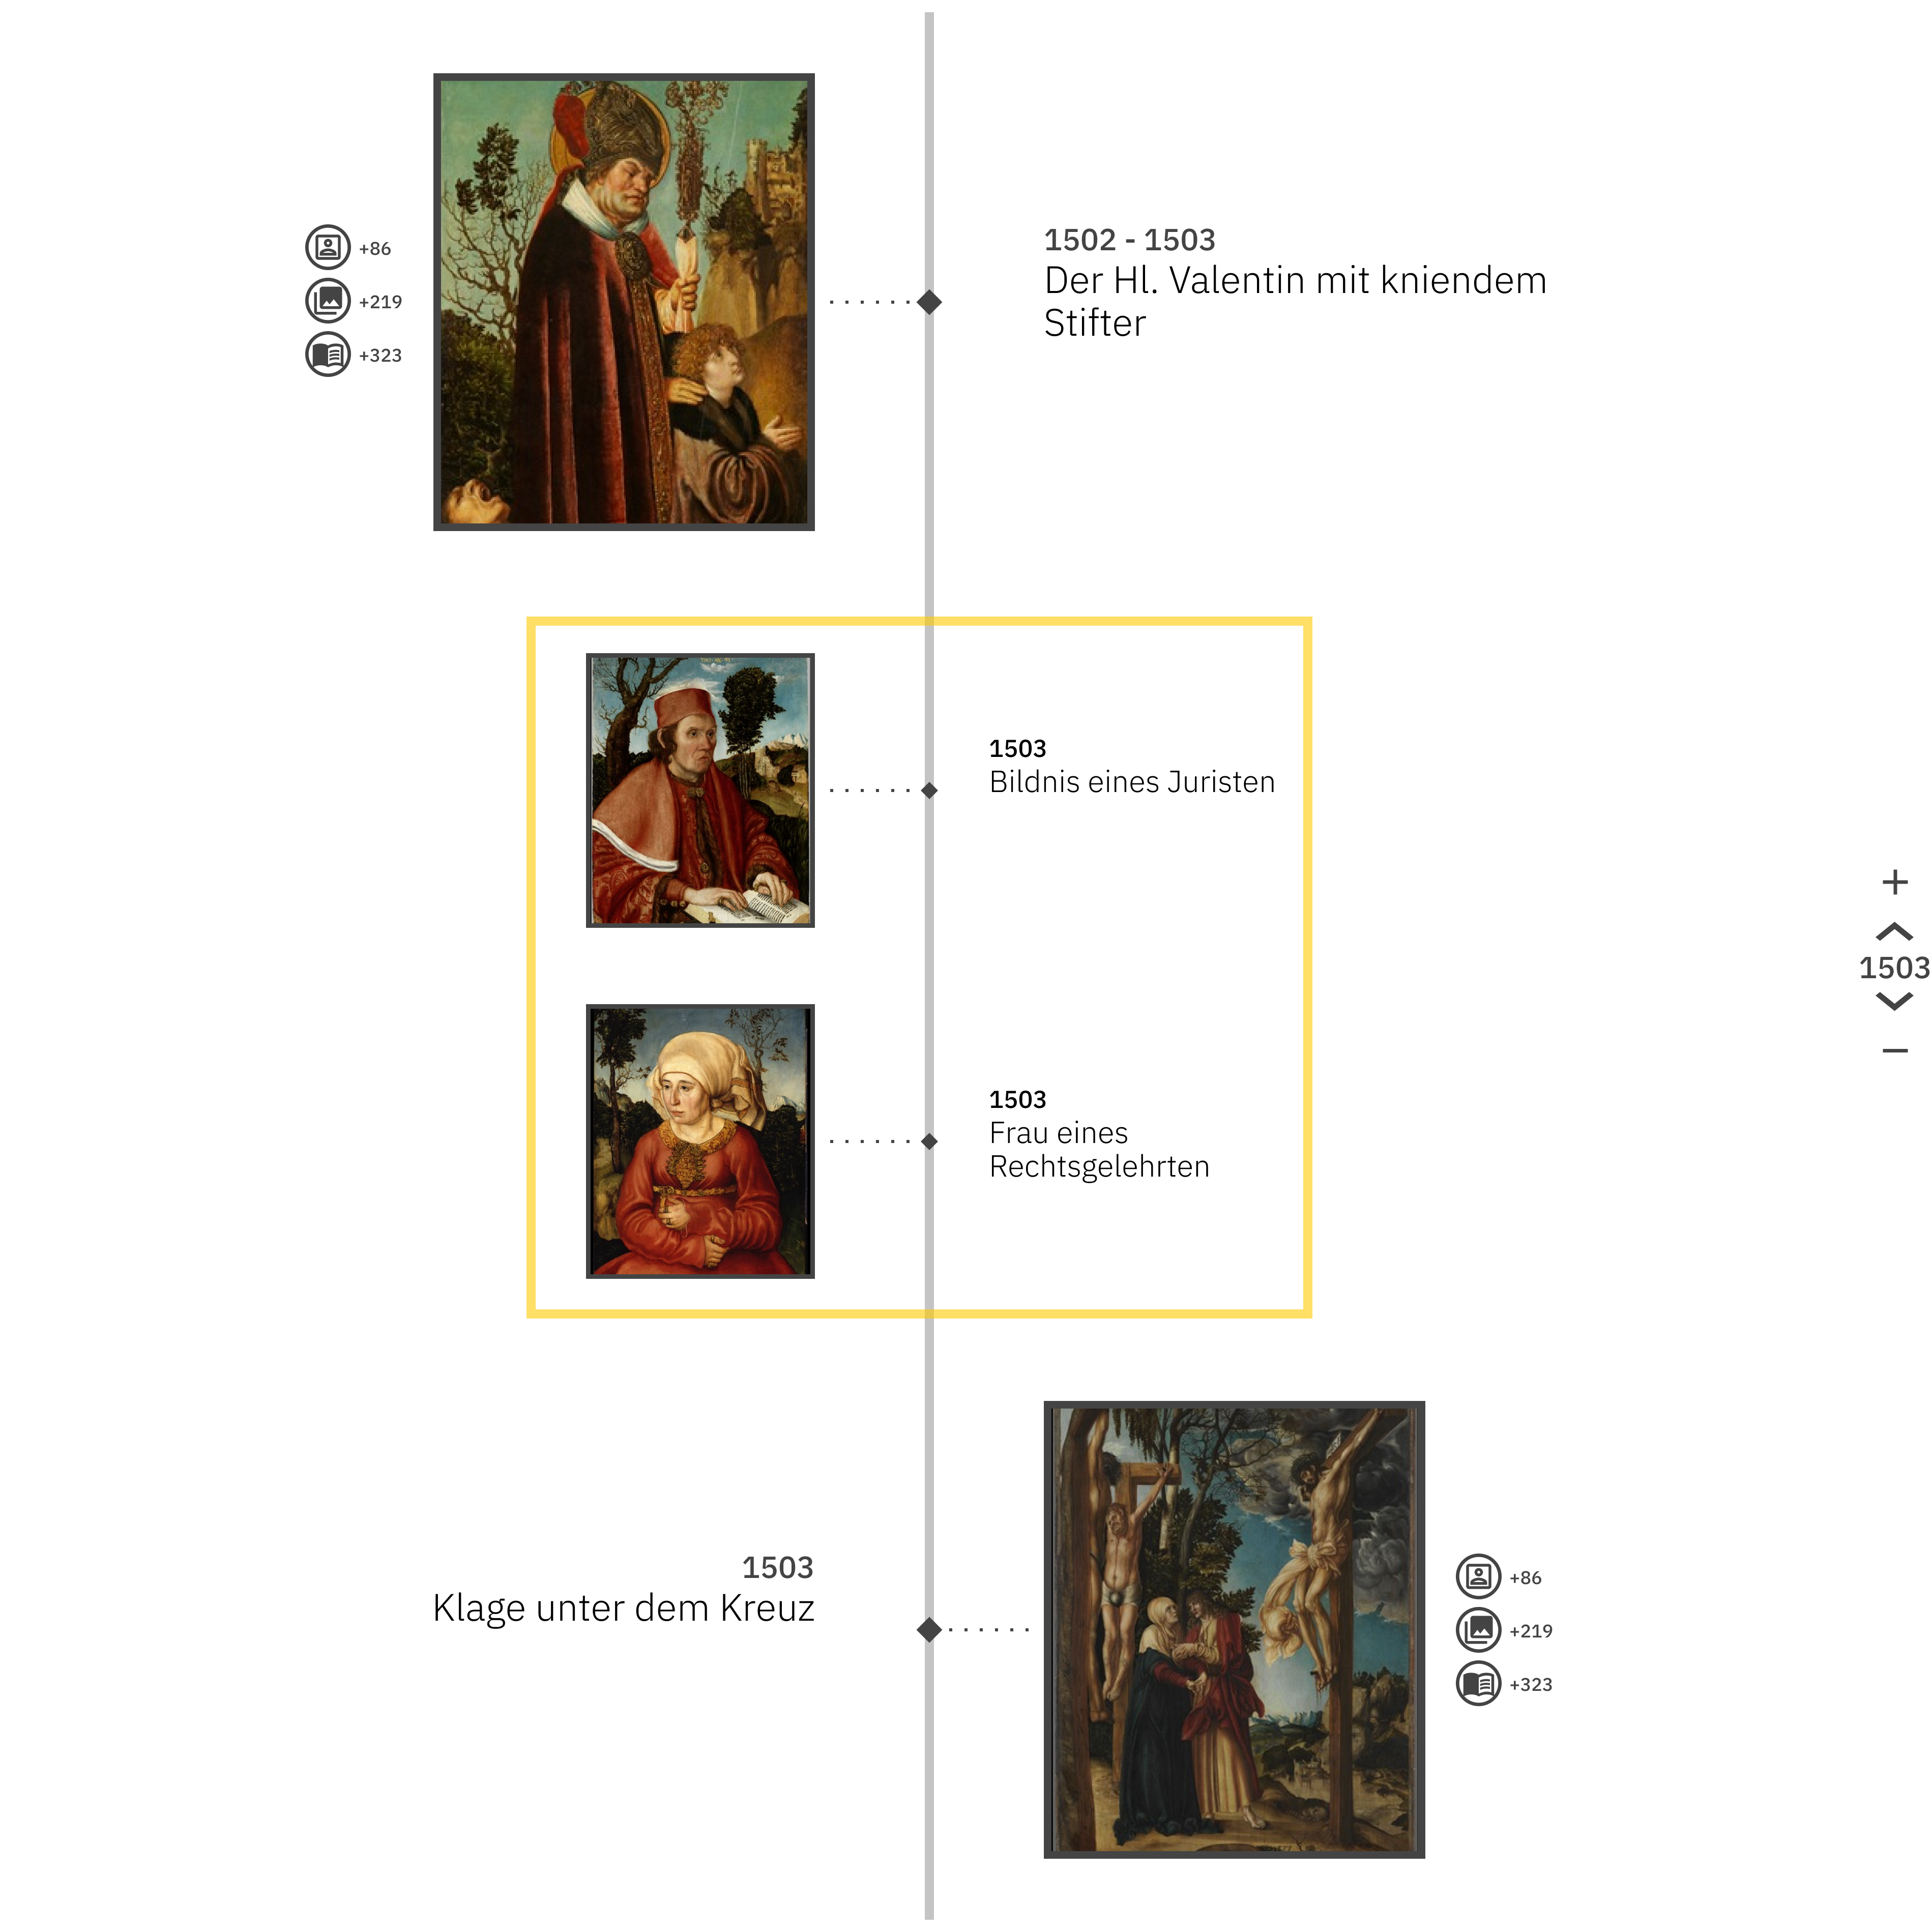 +86
+219
+323
1502 - 1503
Der Hl. Valentin mit kniendem
Stifter
1503
Bildnis eines Juristen
1503
Frau eines
Rechtsgelehrten
+
1503
−
1503
Klage unter dem Kreuz
+86
+219
+323